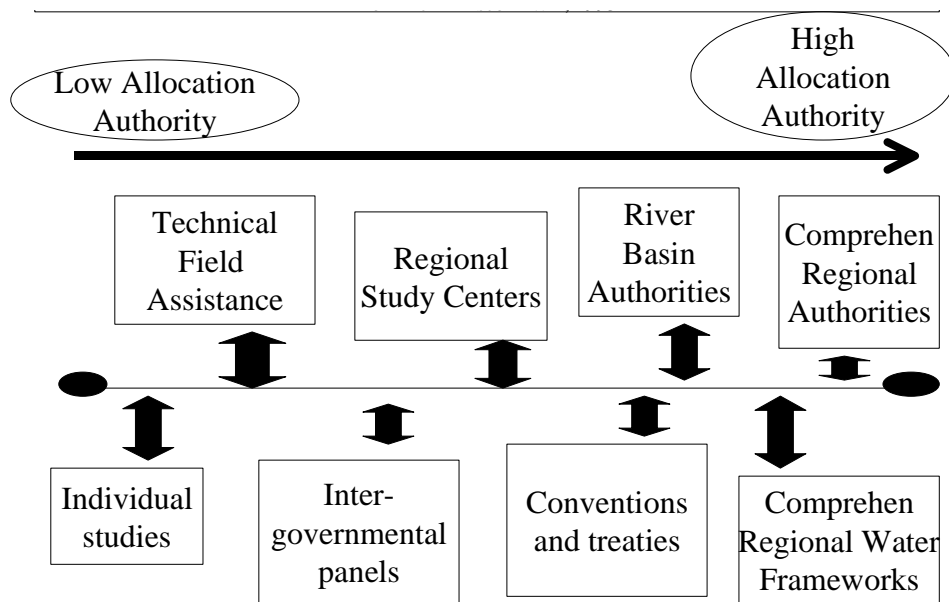 Low Allocation
Authority
High
Allocation
Authority
Technical
Field
Assistance
Regional
Study Centers
River
Basin
Authorities
Comprehen
Regional
Authorities
Individual
studies
Inter-
governmental
panels
Conventions
and treaties
Comprehen
Regional Water
Frameworks